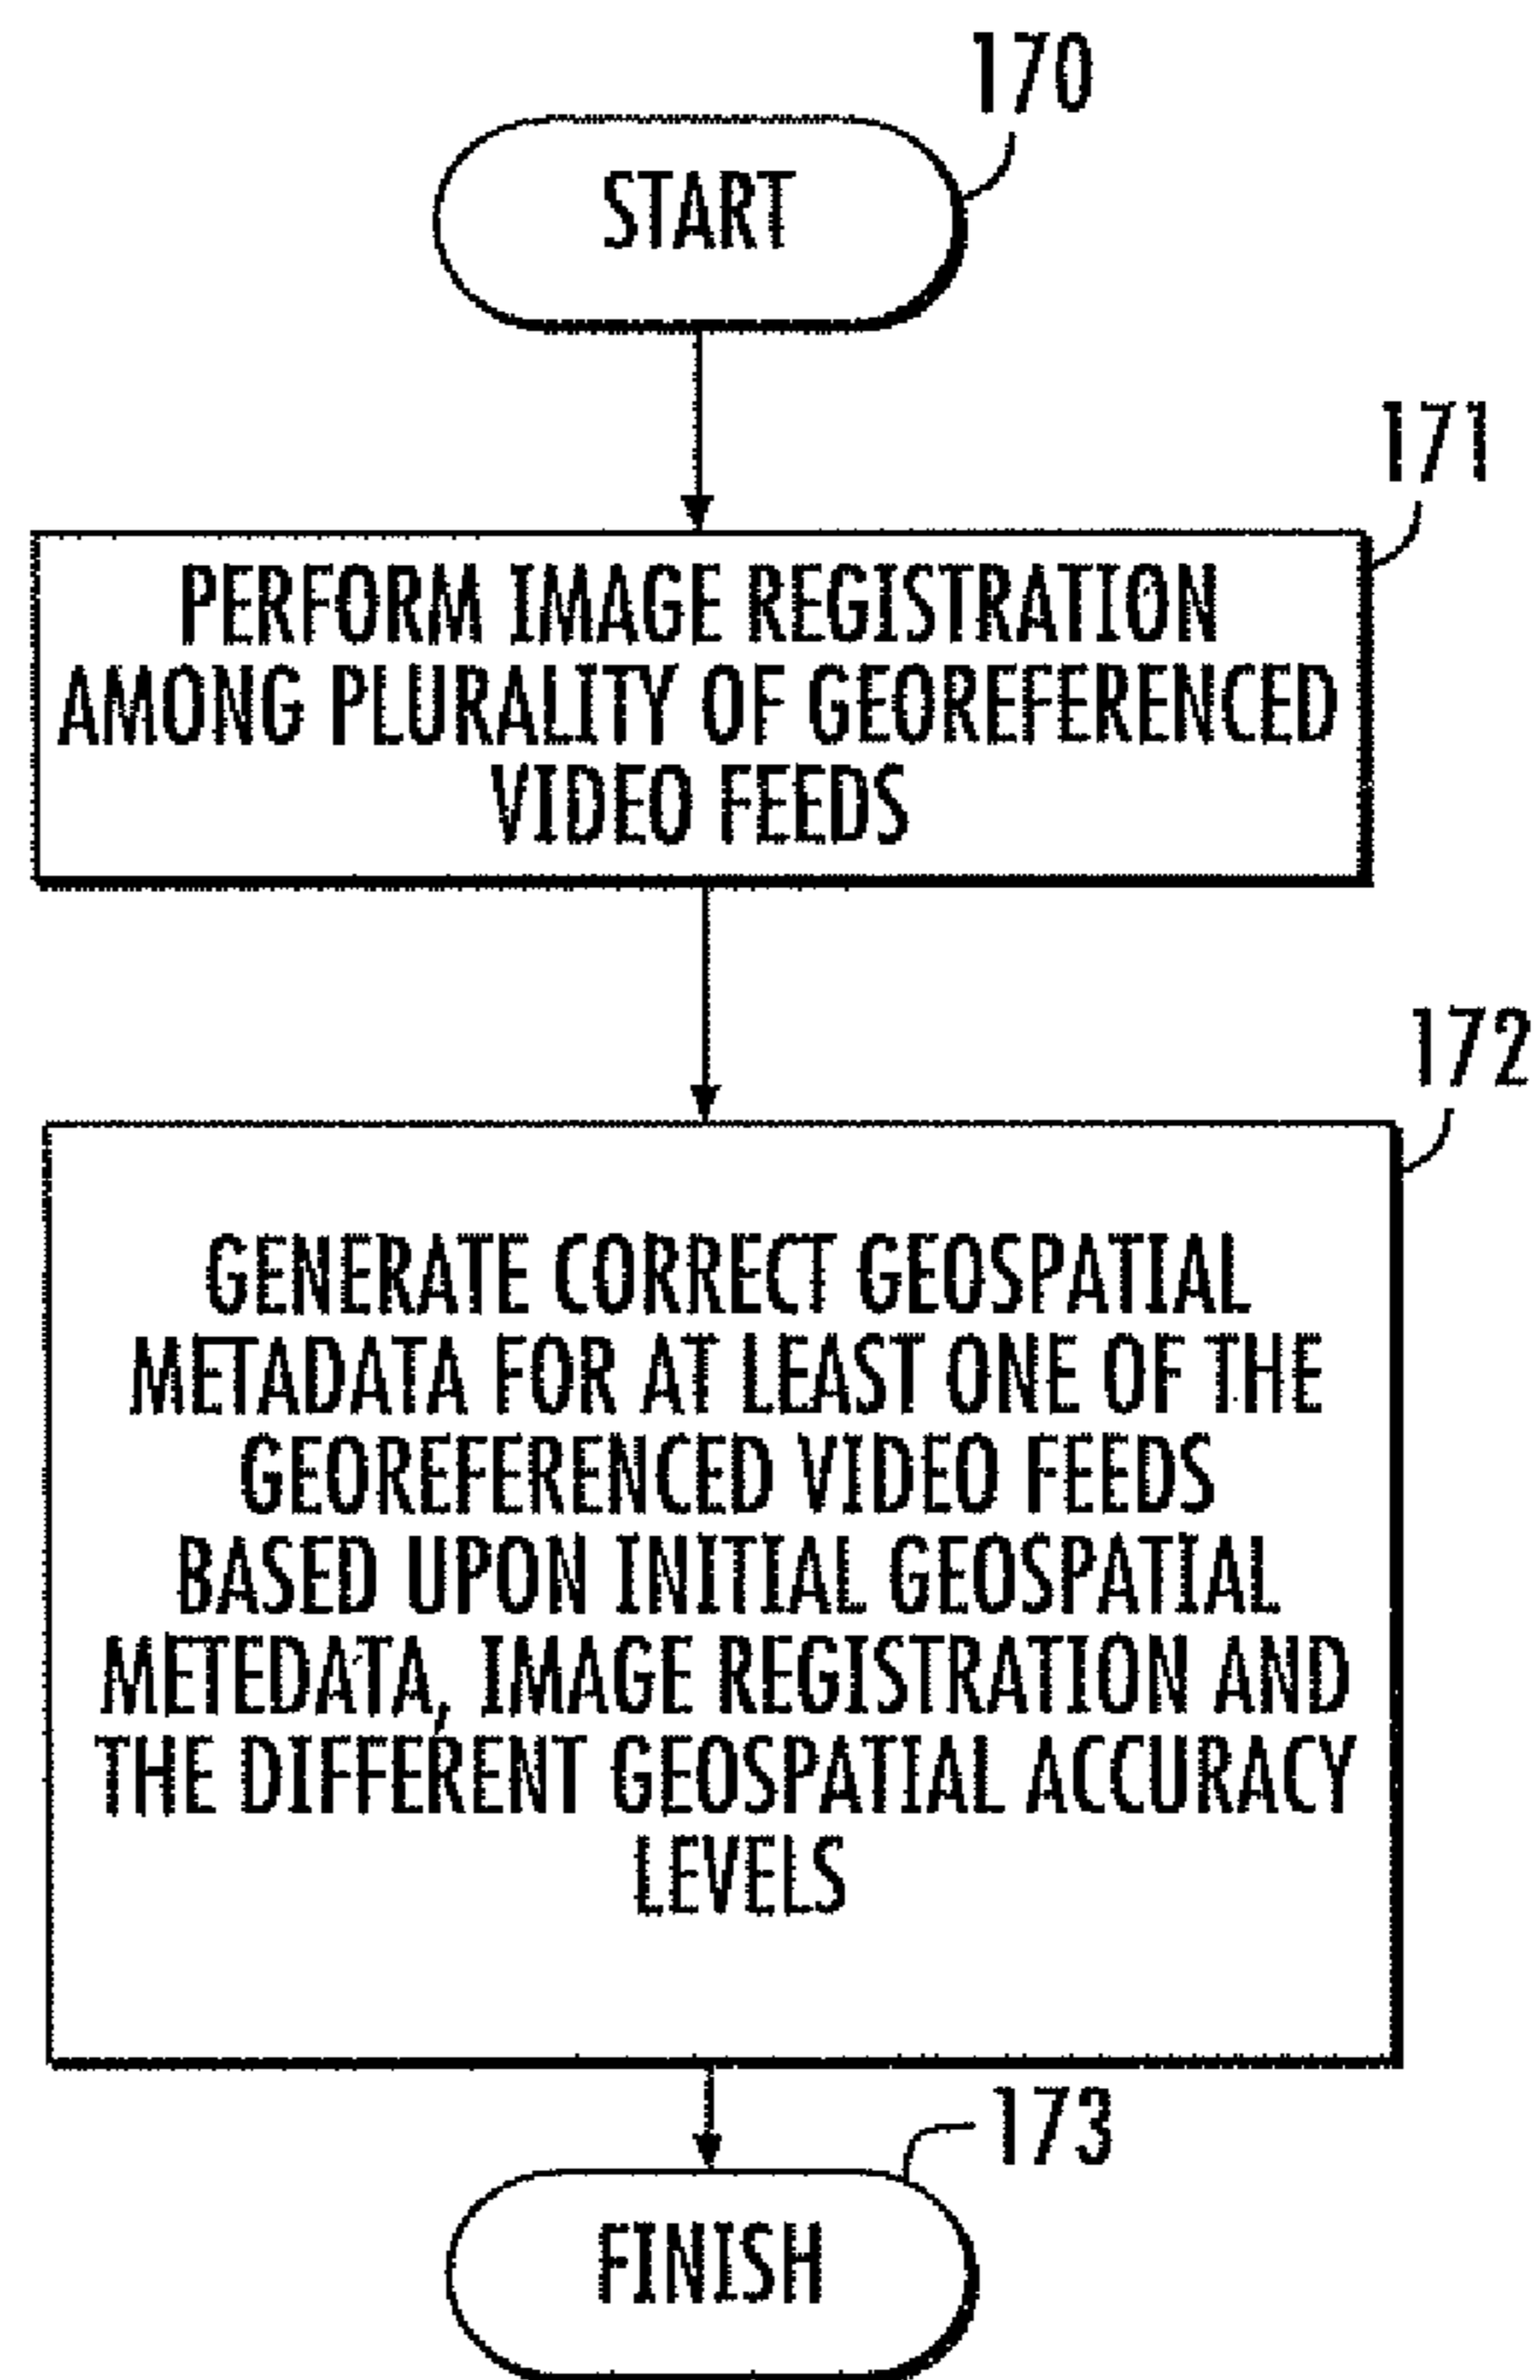 170
START
171
PERFORM IMAGE REGISTRATION
AMONG PLURALITY OF GEOREFERENCED
VIDEO FEEDS
172
GENERATE CORRECT GEOSPATIAL
METADATA FOR AT LEAST ONE OF THE
GEOREFERENCED VIDEO FEEDS
BASED UPON INITIAL GEOSPATIAL
METEDATA, IMAGE REGISTRATION AND
THE DIFFERENT GEOSPATIAL ACCURACY
LEVELS
173
FINISH